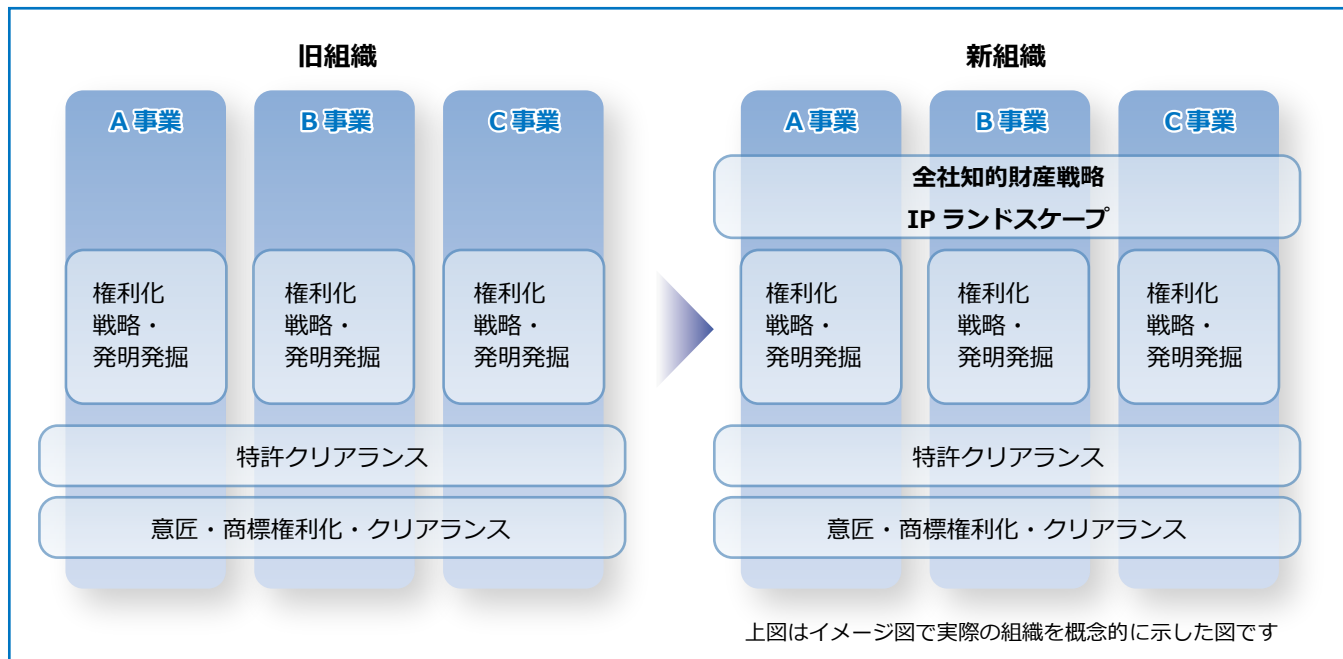 旧組織
A 事業
B 事業
C 事業
権利化
戦略・
発明発掘
権利化
戦略・
発明発掘
権利化
戦略・
発明発掘
特許クリアランス
意匠・商標権利化・クリアランス
新組織
A 事業
B 事業
C 事業
全社知的財産戦略
IP ランドスケープ
権利化
戦略・
発明発掘
権利化
戦略・
発明発掘
権利化
戦略・
発明発掘
特許クリアランス
意匠・商標権利化・クリアランス
上図はイメージ図で実際の組織を概念的に示した図です